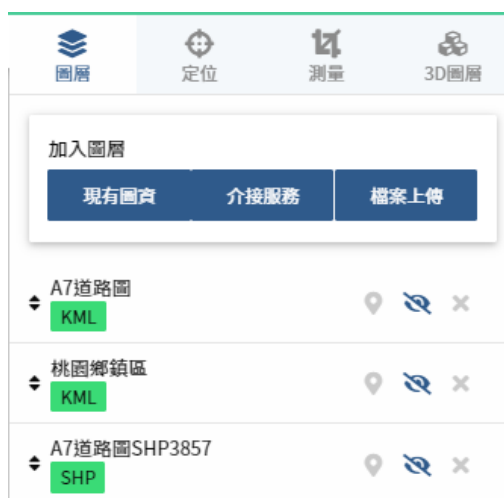 圖層
定位
測量
3D圖層
加入圖層
現有圖資
介接服務
檔案上傳
A7道路圖
KML
桃園鄉鎮區
KML
A7道路圖SHP3857
SHP